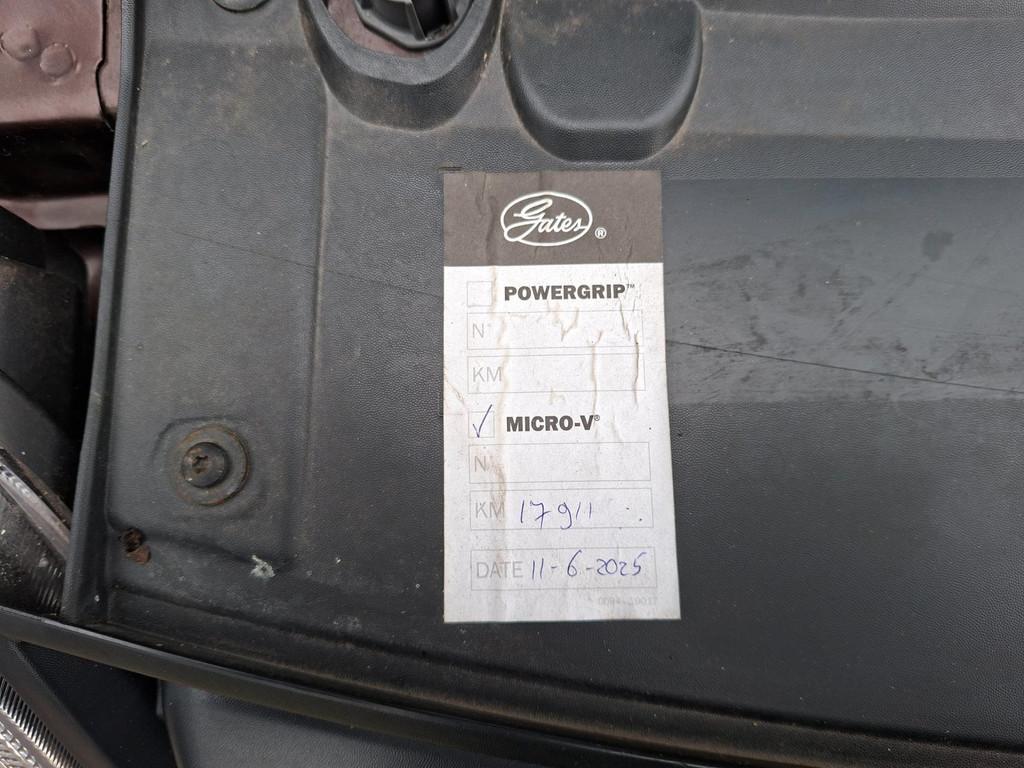 Gates®
POWERGRIP™
N°
KM
✓ MICRO-V®
N°
KM 17911
DATE 11-6-2025